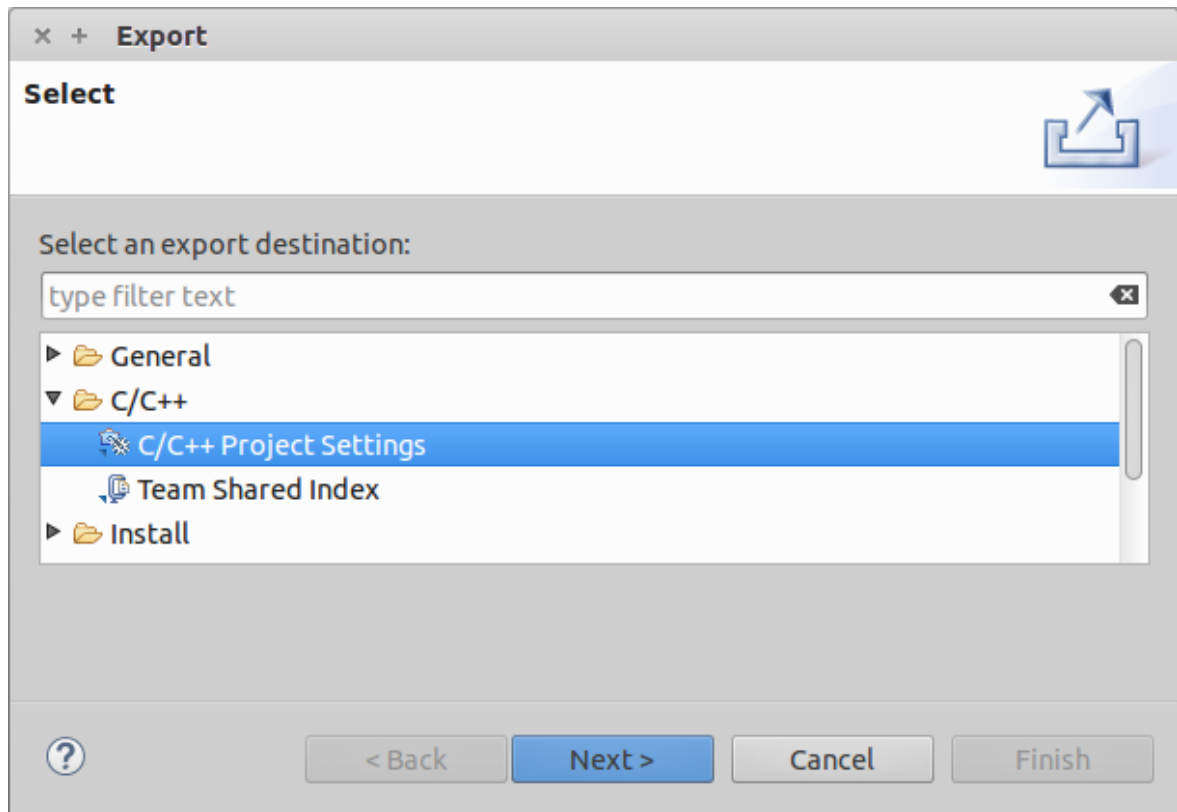 Export
Select
Select an export destination:
type filter text
General
C/C++
C/C++ Project Settings
Team Shared Index
Install
? < Back Next > Cancel Finish